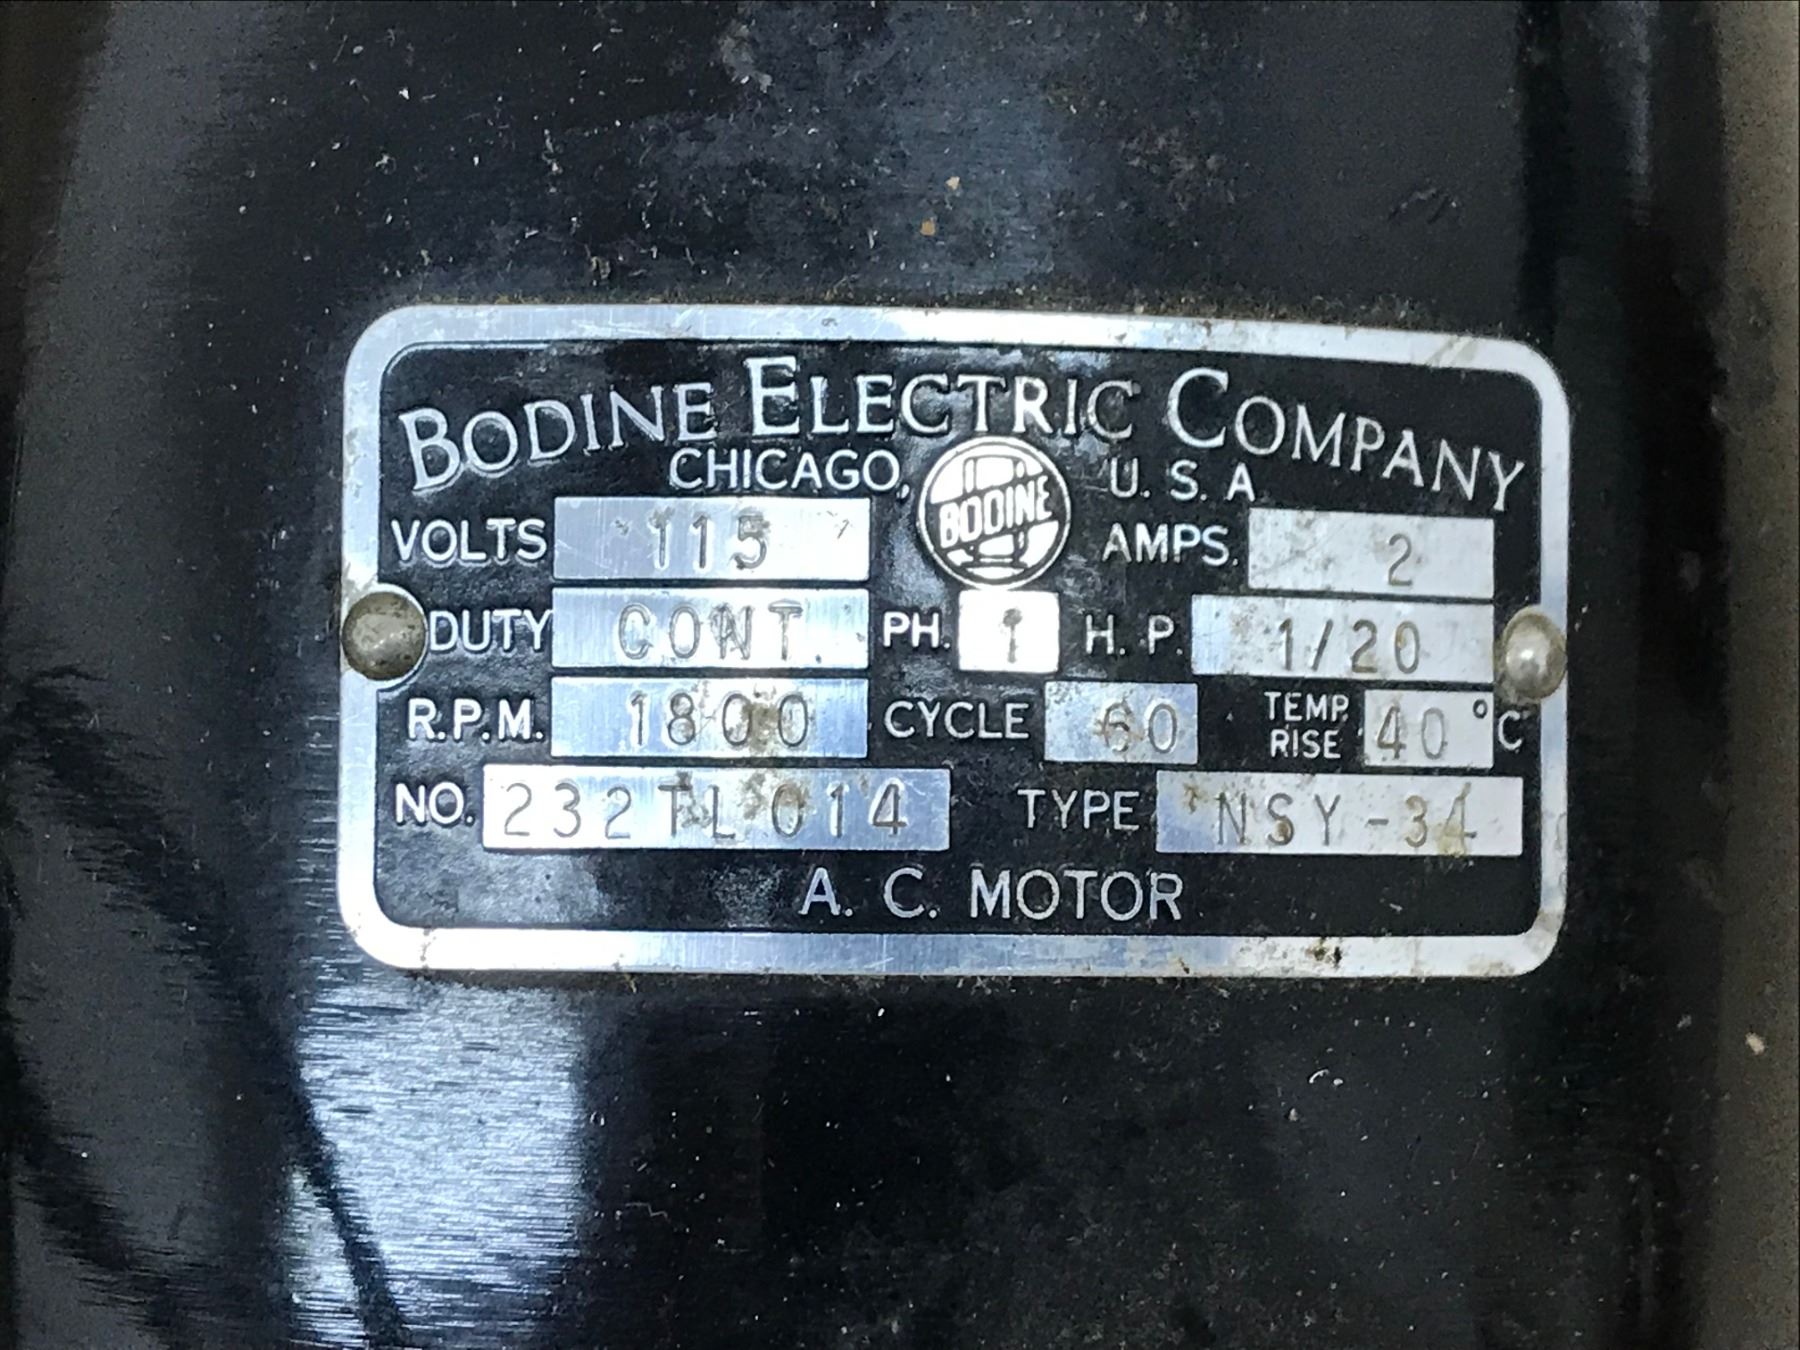 BODINE ELECTRIC COMPANY
CHICAGO, U. S. A
BODINE
VOLTS 115 AMPS. 2
DUTY CONT. PH. 1 H. P. 1/20
R.P.M. 1800 CYCLE 60 TEMP. RISE 40 °C
NO. 232TL014 TYPE NSY-34
A. C. MOTOR